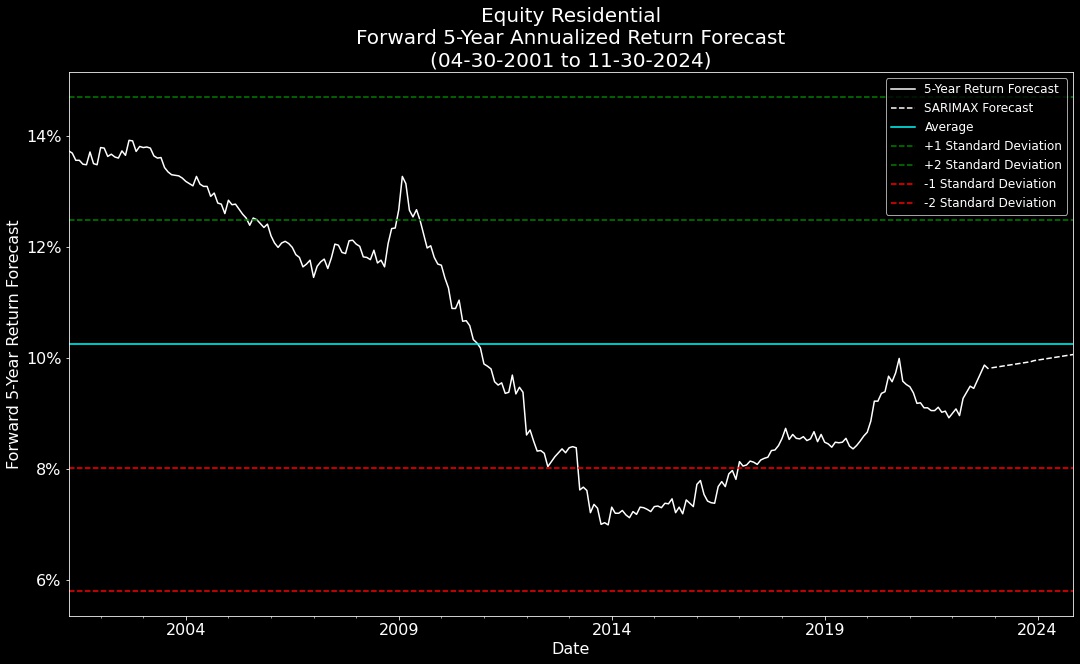 Equity Residential
Forward 5-Year Annualized Return Forecast
(04-30-2001 to 11-30-2024)
5-Year Return Forecast
SARIMAX Forecast
Average
+1 Standard Deviation
+2 Standard Deviation
-1 Standard Deviation
-2 Standard Deviation
Forward 5-Year Return Forecast
14%
12%
10%
8%
6%
2004
2009
2014
2019
2024
Date